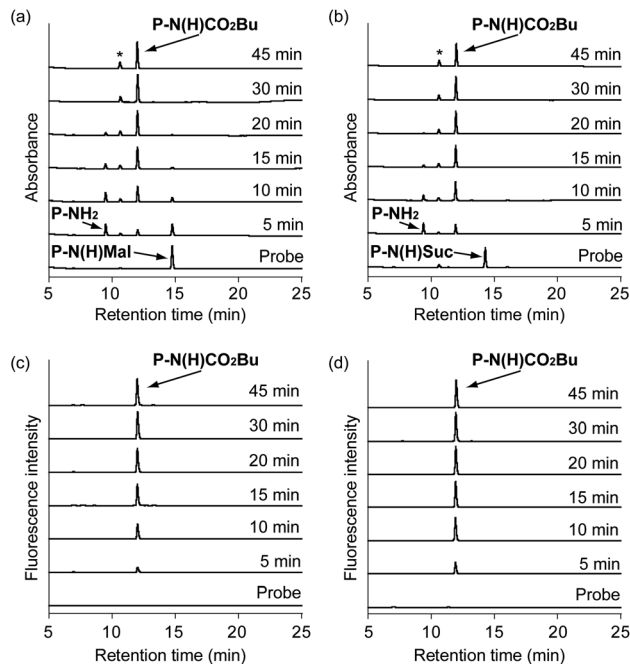 (a)
P-N(H)CO2Bu
*
45 min
30 min
20 min
15 min
10 min
5 min
Probe
P-NH2
P-N(H)Mal
Absorbance
5 10 15 20 25
Retention time (min)
(b)
P-N(H)CO2Bu
*
45 min
30 min
20 min
15 min
10 min
5 min
Probe
P-NH2
P-N(H)Suc
Absorbance
5 10 15 20 25
Retention time (min)
(c)
P-N(H)CO2Bu
45 min
30 min
20 min
15 min
10 min
5 min
Probe
Fluorescence intensity
5 10 15 20 25
Retention time (min)
(d)
P-N(H)CO2Bu
45 min
30 min
20 min
15 min
10 min
5 min
Probe
Fluorescence intensity
5 10 15 20 25
Retention time (min)